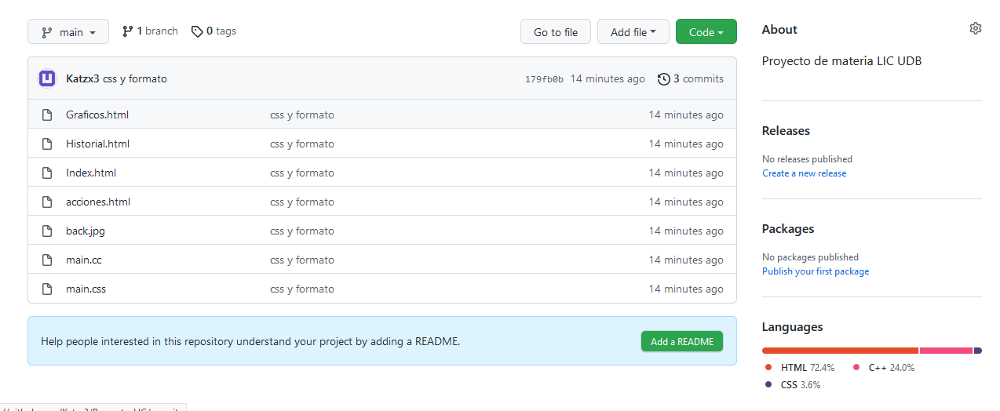 main
1 branch
0 tags
Go to file
Add file
Code
Katzx3 css y formato
179fb0b 14 minutes ago
3 commits
Graficos.html css y formato 14 minutes ago
Historial.html css y formato 14 minutes ago
Index.html css y formato 14 minutes ago
acciones.html css y formato 14 minutes ago
back.jpg css y formato 14 minutes ago
main.cc css y formato 14 minutes ago
main.css css y formato 14 minutes ago
Help people interested in this repository understand your project by adding a README.
Add a README
About
Proyecto de materia LIC UDB
Releases
No releases published
Create a new release
Packages
No packages published
Publish your first package
Languages
HTML 72.4%
C++ 24.0%
CSS 3.6%